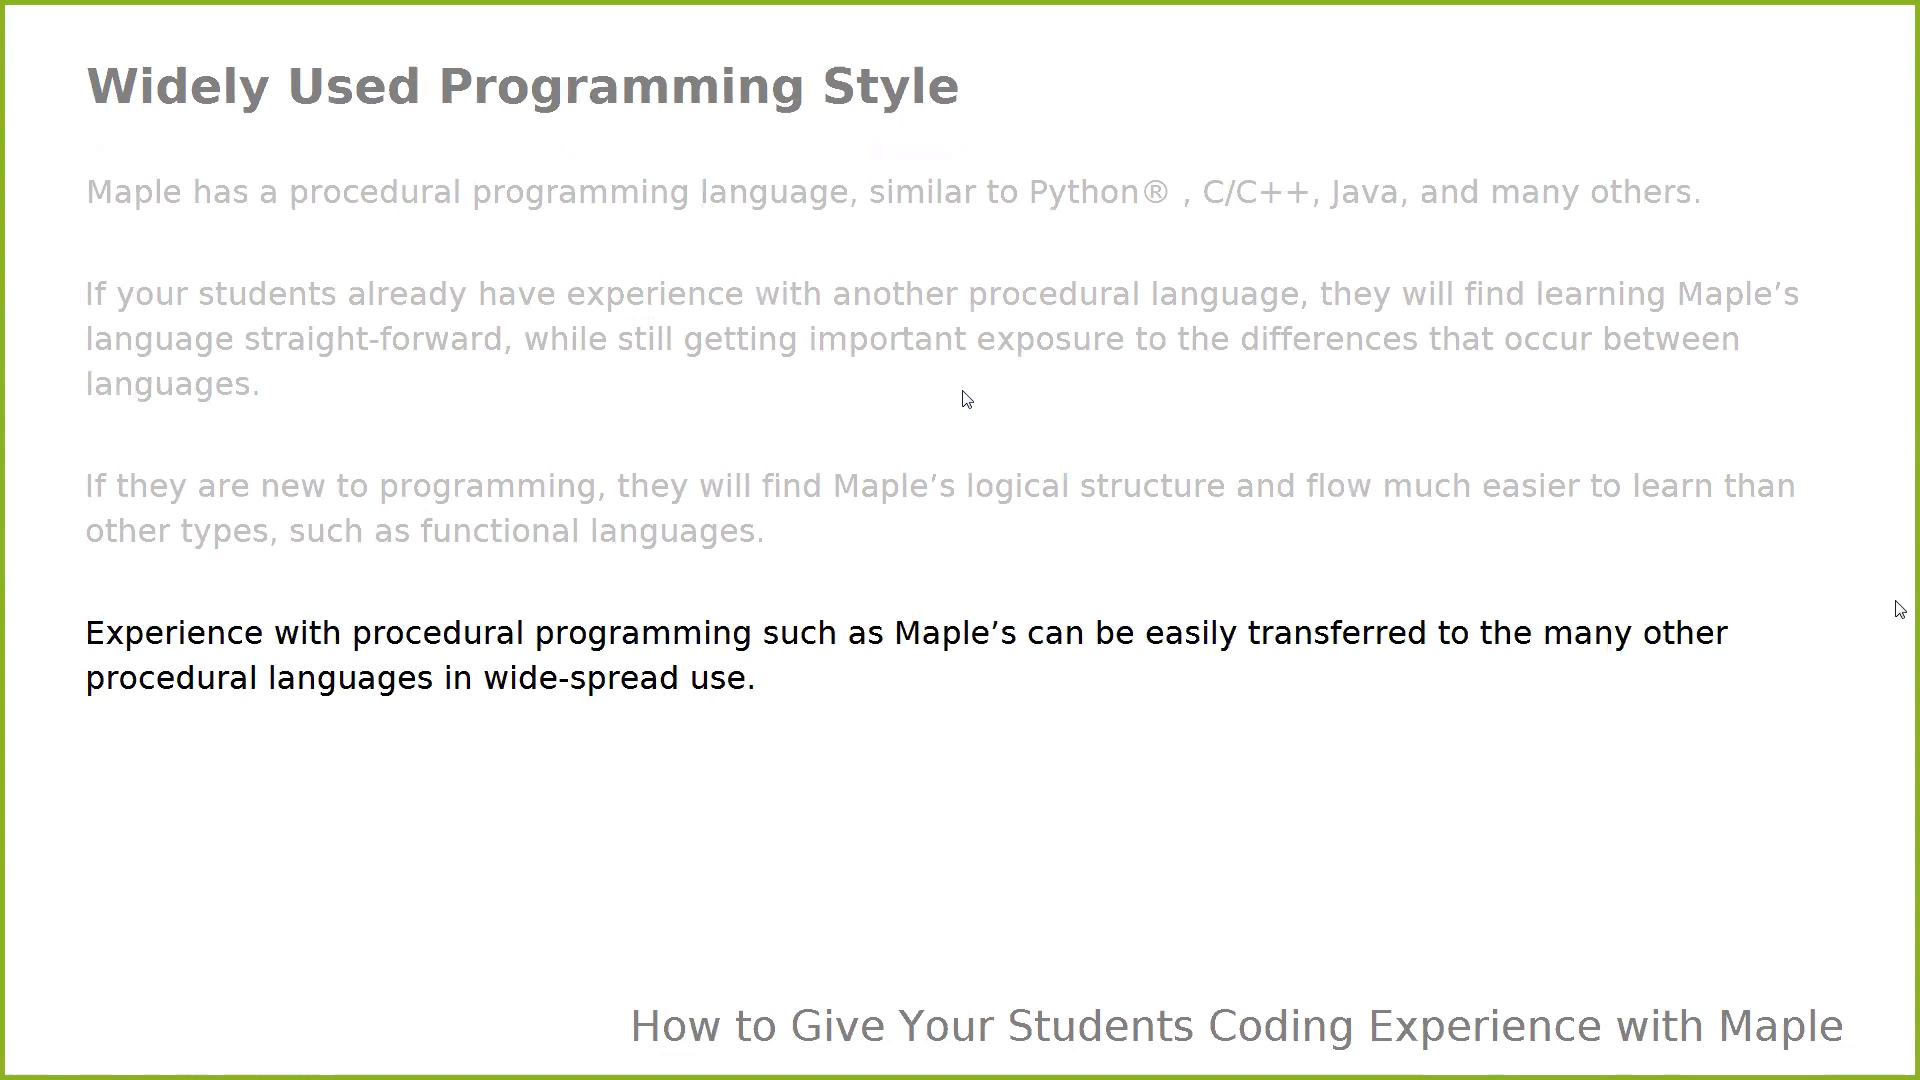 Widely Used Programming Style
Maple has a procedural programming language, similar to Python® , C/C++, Java, and many others.
If your students already have experience with another procedural language, they will find learning Maple’s
language straight-forward, while still getting important exposure to the differences that occur between
languages.
If they are new to programming, they will find Maple’s logical structure and flow much easier to learn than
other types, such as functional languages.
Experience with procedural programming such as Maple’s can be easily transferred to the many other
procedural languages in wide-spread use.
How to Give Your Students Coding Experience with Maple